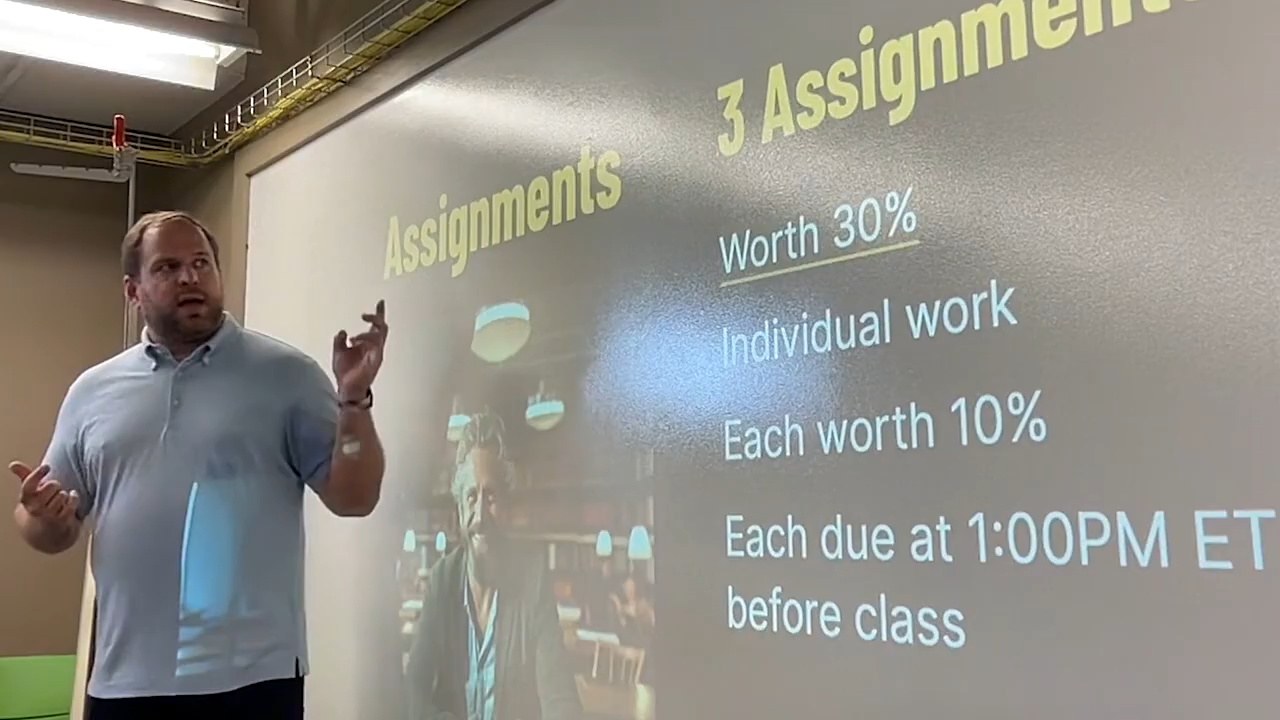 Assignments
3 Assignments
Worth 30%
Individual work
Each worth 10%
Each due at 1:00PM ET
before class